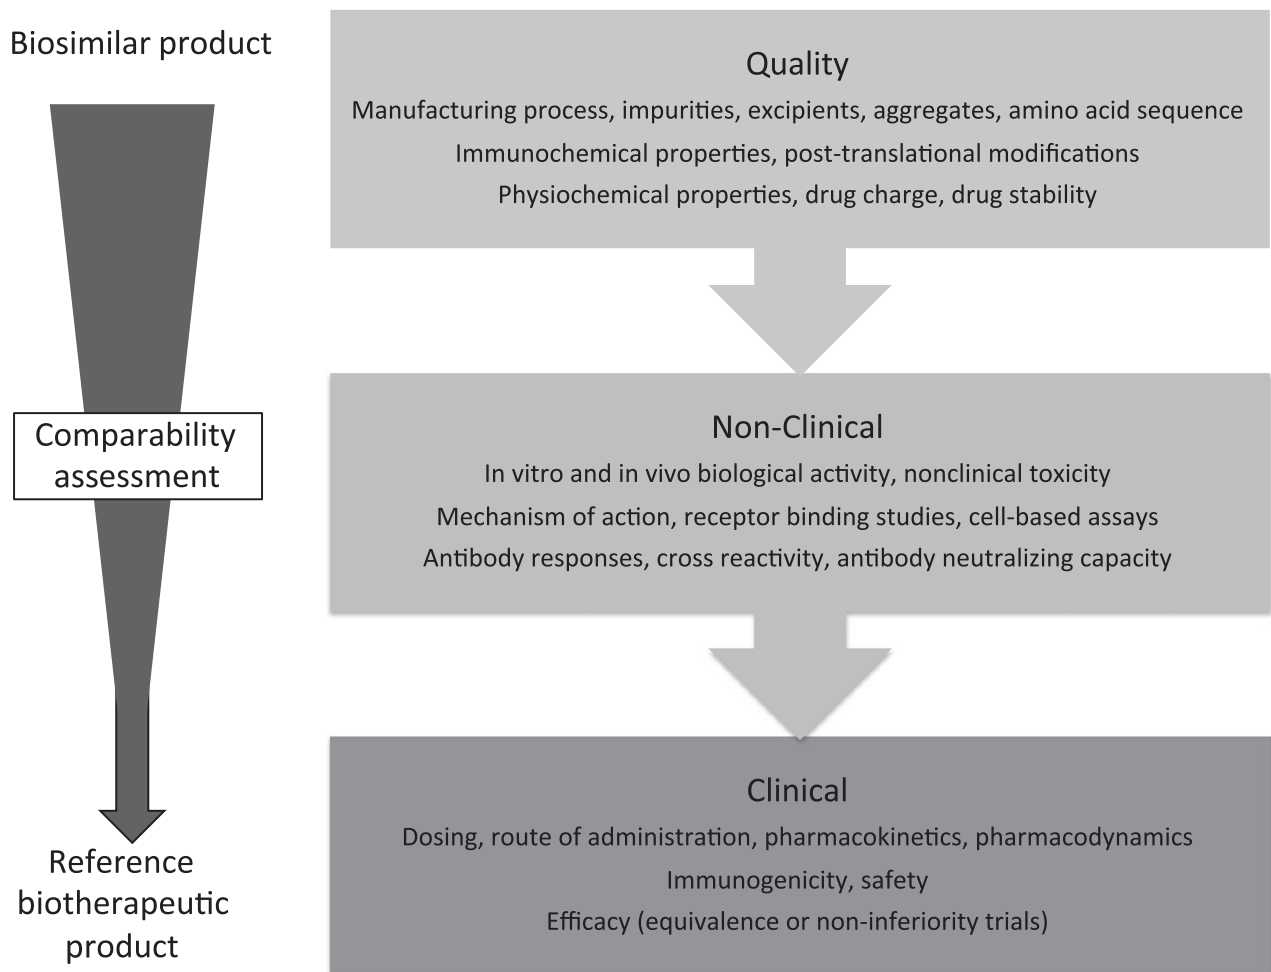 Biosimilar product
Comparability
assessment
Reference
biotherapeutic
product
Quality
Manufacturing process, impurities, excipients, aggregates, amino acid sequence
Immunochemical properties, post-translational modifications
Physiochemical properties, drug charge, drug stability
Non-Clinical
In vitro and in vivo biological activity, nonclinical toxicity
Mechanism of action, receptor binding studies, cell-based assays
Antibody responses, cross reactivity, antibody neutralizing capacity
Clinical
Dosing, route of administration, pharmacokinetics, pharmacodynamics
Immunogenicity, safety
Efficacy (equivalence or non-inferiority trials)